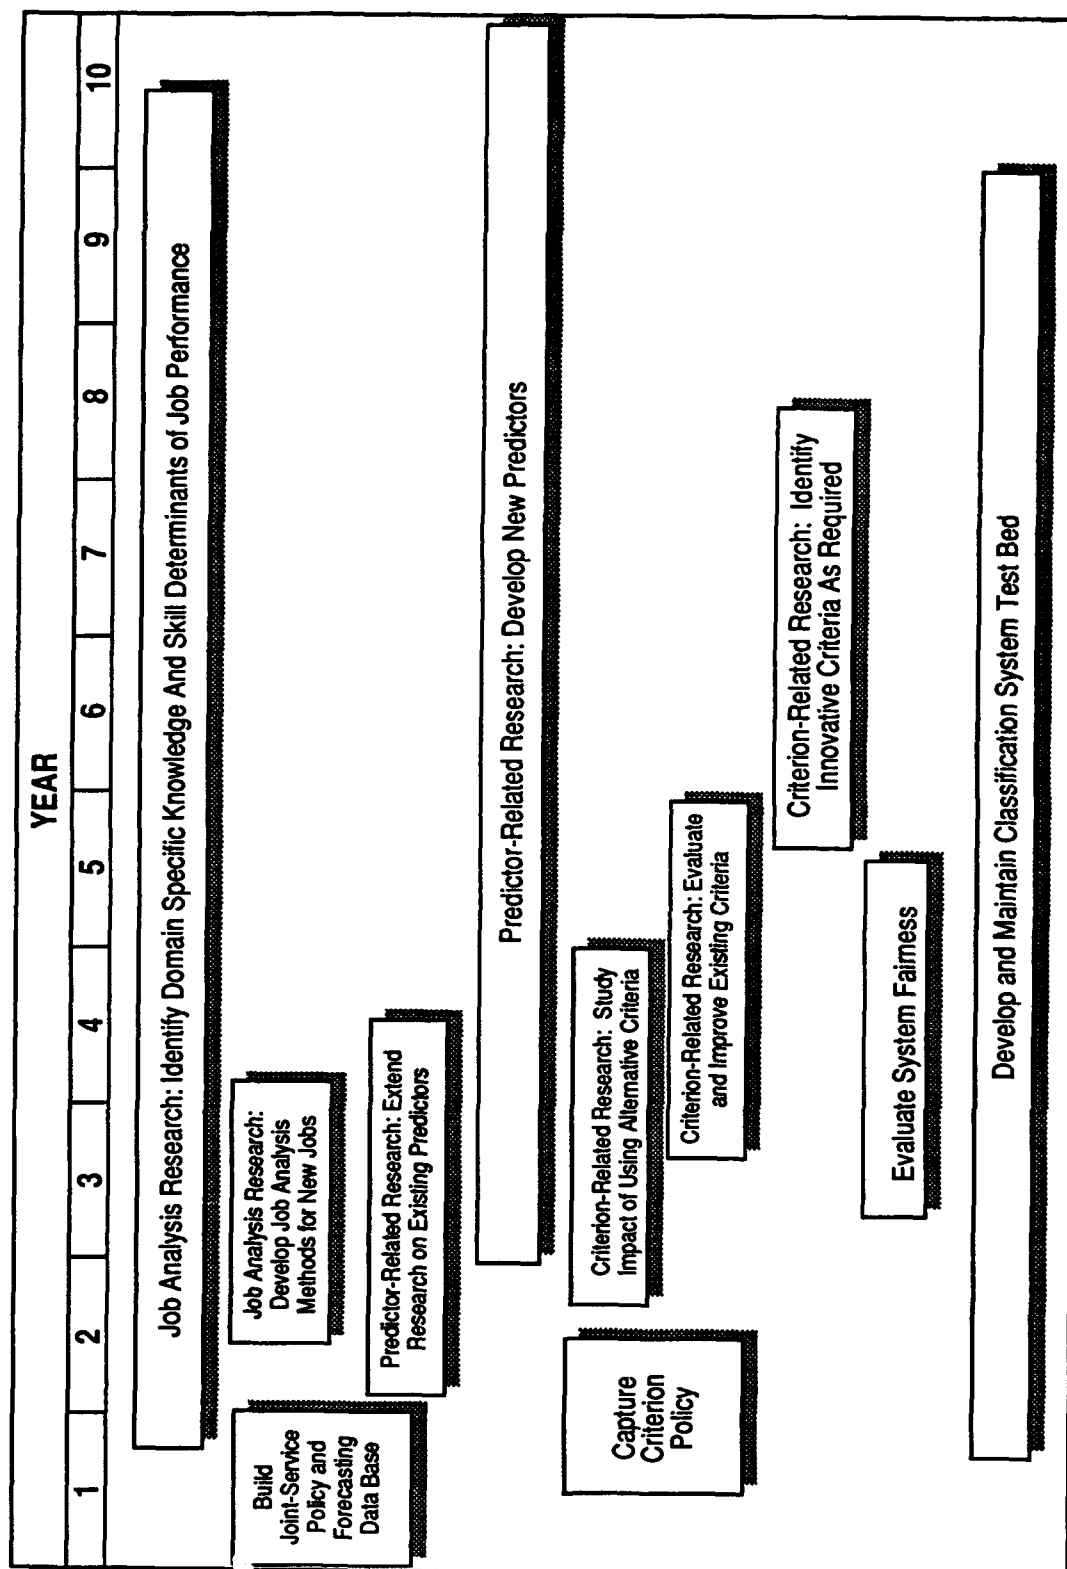 YEAR
1 2 3 4 5 6 7 8 9 10
Job Analysis Research: Identify Domain Specific Knowledge And Skill Determinants of Job Performance
Build
Joint-Service
Policy and
Forecasting
Data Base
Job Analysis Research:
Develop Job Analysis
Methods for New Jobs
Predictor-Related Research: Extend
Research on Existing Predictors
Predictor-Related Research: Develop New Predictors
Capture
Criterion
Policy
Criterion-Related Research: Study
Impact of Using Alternative Criteria
Criterion-Related Research: Evaluate
and Improve Existing Criteria
Criterion-Related Research: Identify
Innovative Criteria As Required
Evaluate System Fairness
Develop and Maintain Classification System Test Bed